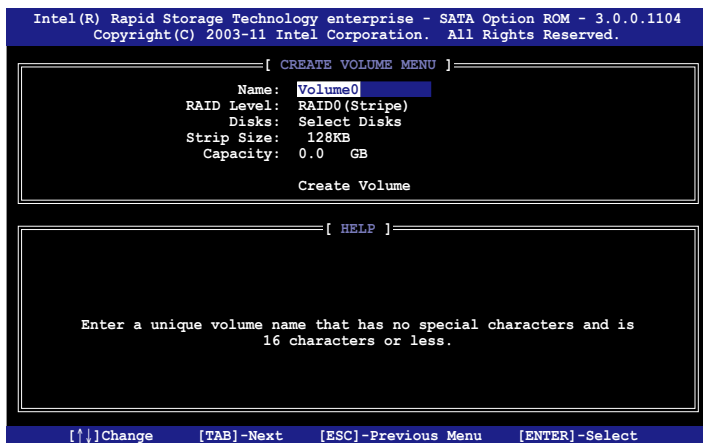 Intel(R) Rapid Storage Technology enterprise - SATA Option ROM - 3.0.0.1104
Copyright(C) 2003-11 Intel Corporation.  All Rights Reserved.
[ CREATE VOLUME MENU ]
Name: Volume0
RAID Level: RAID0(Stripe)
Disks: Select Disks
Strip Size: 128KB
Capacity: 0.0 GB
Create Volume
[ HELP ]
Enter a unique volume name that has no special characters and is
16 characters or less.
[↑↓]Change [TAB]-Next [ESC]-Previous Menu [ENTER]-Select